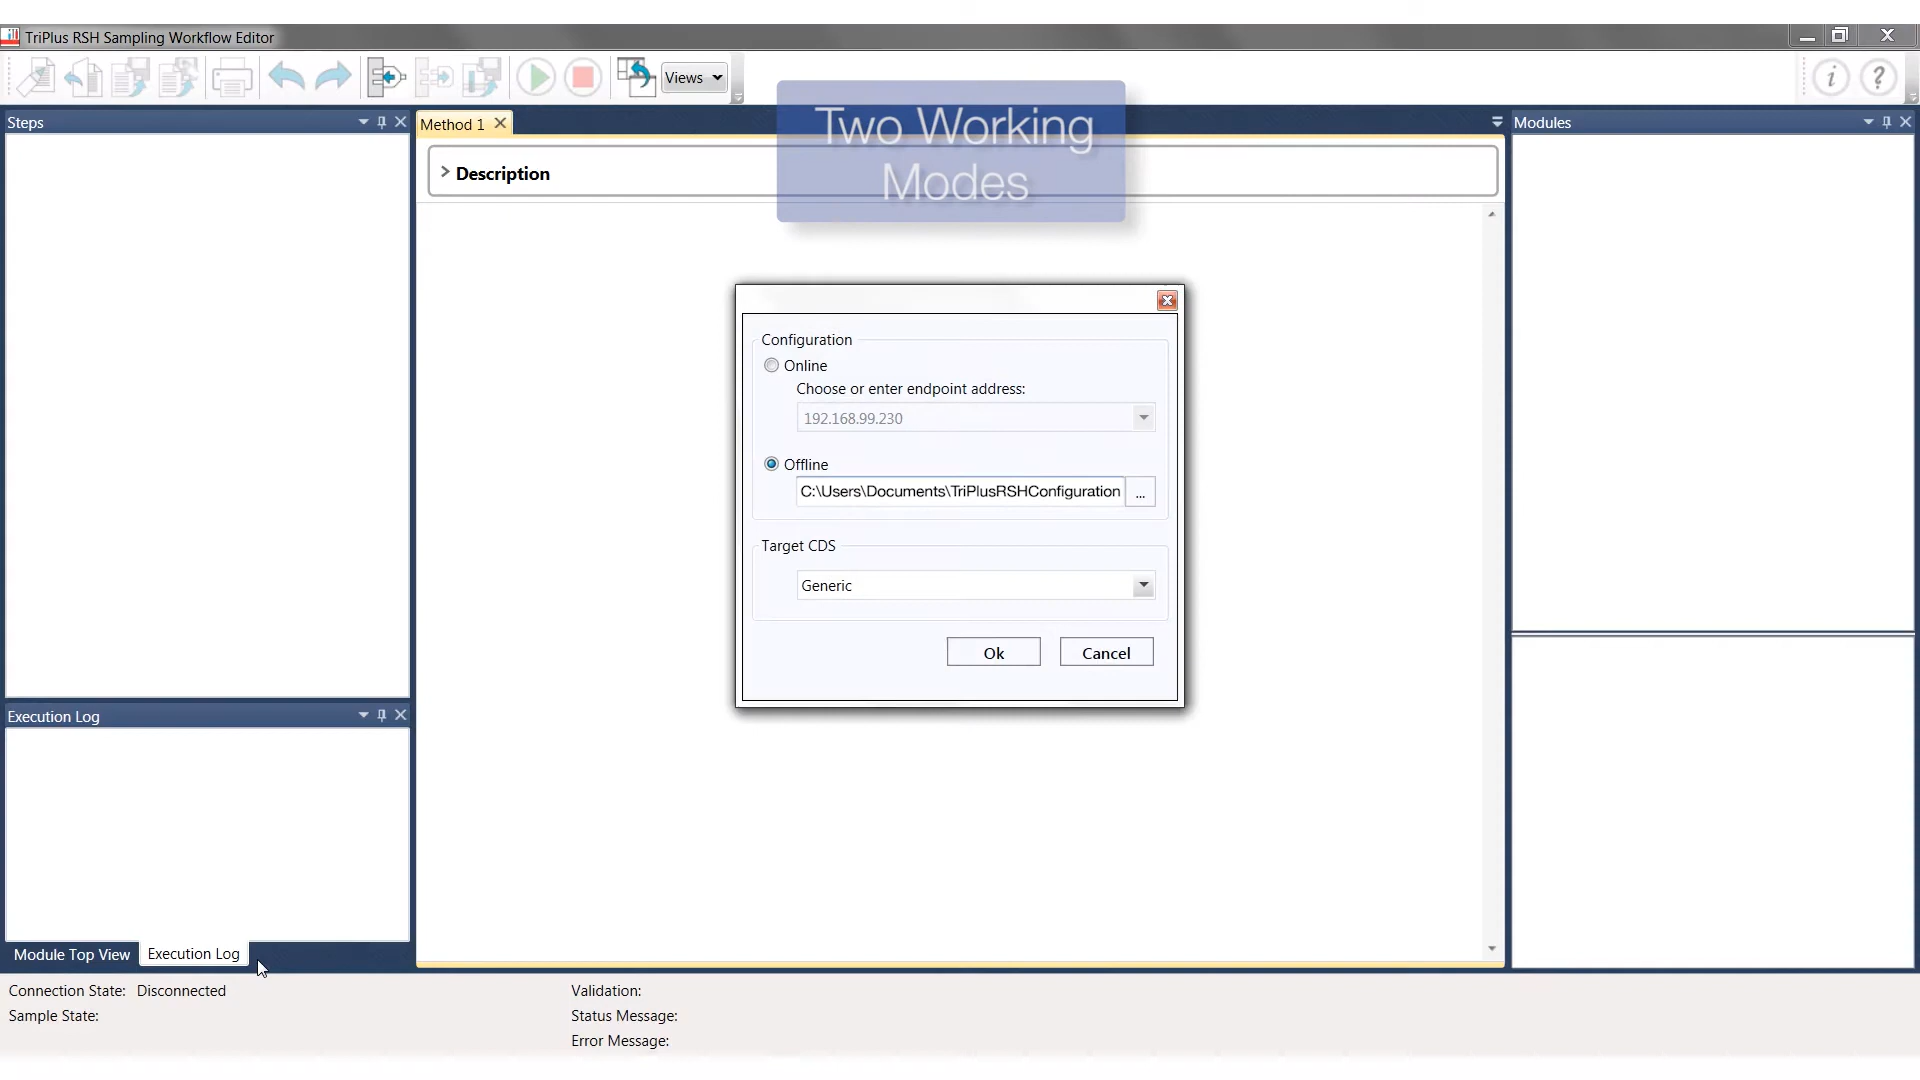 TriPlus RSH Sampling Workflow Editor
Views
Steps
Method 1
Modules
Two Working
Modes
> Description
Configuration
Online
Choose or enter endpoint address:
192.168.99.230
Offline
C:\Users\Documents\TriPlusRSHConfiguration
...
Target CDS
Generic
Ok
Cancel
Execution Log
Module Top View
Execution Log
Connection State: Disconnected
Sample State:
Validation:
Status Message:
Error Message: